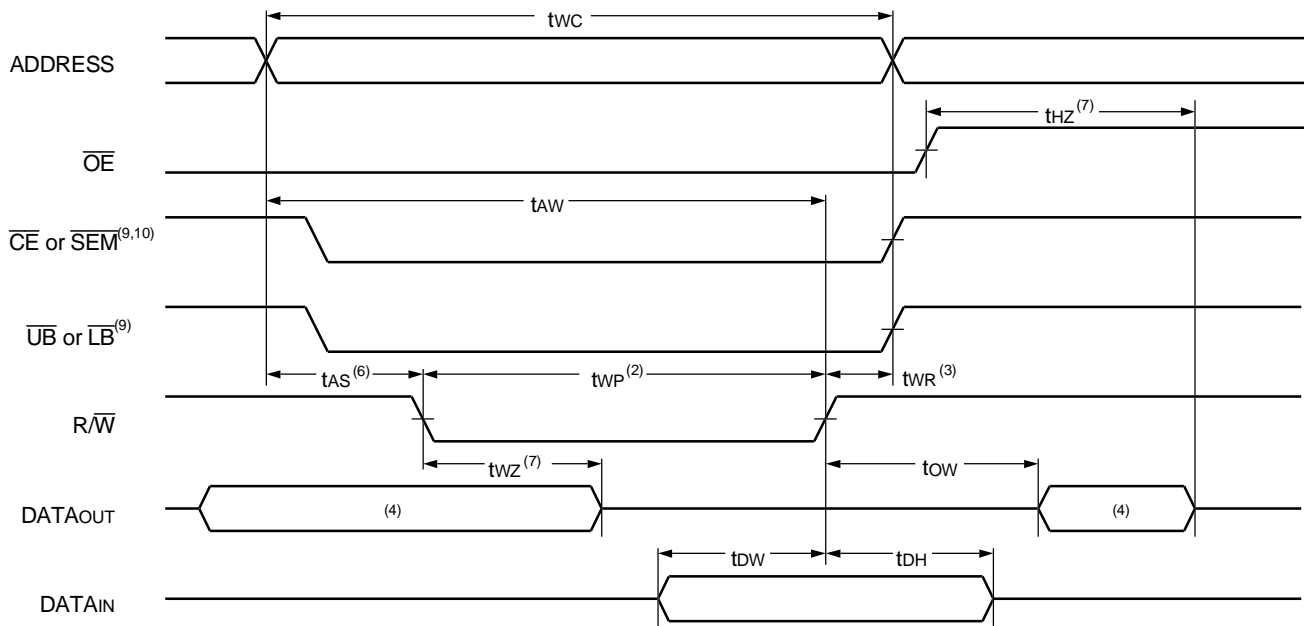 tWC
ADDRESS
tHZ(7)
OE
tAW
CE or SEM(9,10)
UB or LB(9)
tAS(6)
tWP(2)
tWR(3)
R/W
tWZ(7)
tOW
DATAOUT
(4)
(4)
tDW
tDH
DATAIN